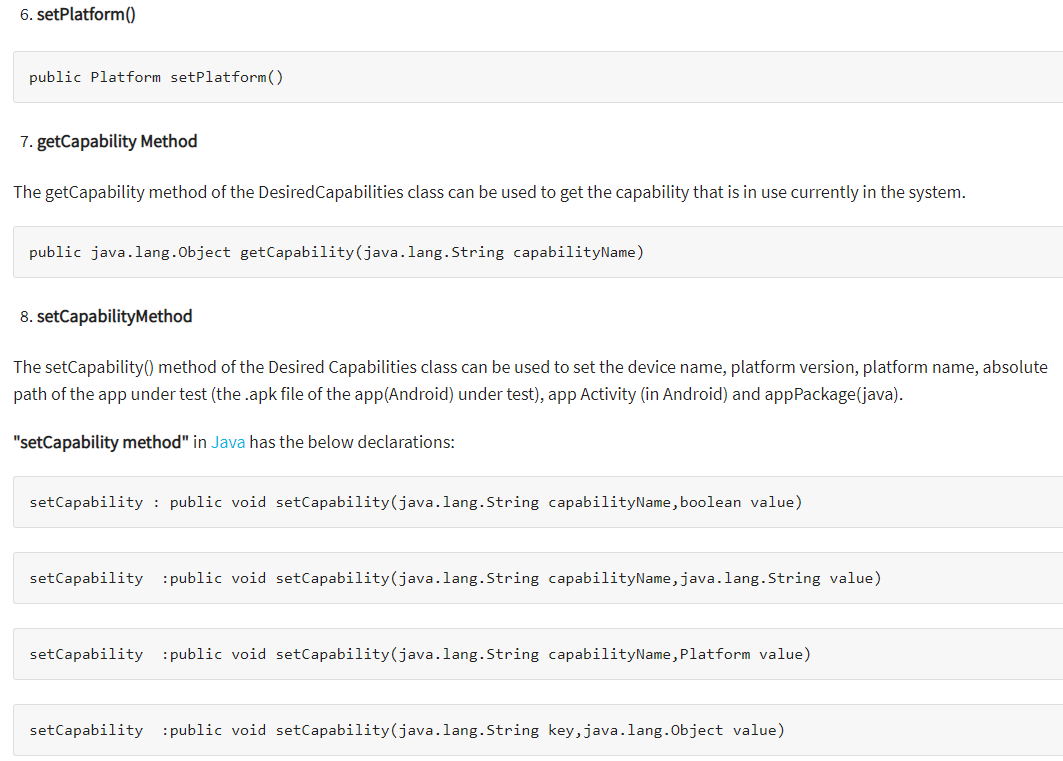 6. setPlatform()
public Platform setPlatform()
7. getCapability Method
The getCapability method of the DesiredCapabilities class can be used to get the capability that is in use currently in the system.
public java.lang.Object getCapability(java.lang.String capabilityName)
8. setCapabilityMethod
The setCapability() method of the Desired Capabilities class can be used to set the device name, platform version, platform name, absolute
path of the app under test (the .apk file of the app(Android) under test), app Activity (in Android) and appPackage(java).
"setCapability method" in Java has the below declarations:
setCapability : public void setCapability(java.lang.String capabilityName,boolean value)
setCapability  :public void setCapability(java.lang.String capabilityName,java.lang.String value)
setCapability  :public void setCapability(java.lang.String capabilityName,Platform value)
setCapability  :public void setCapability(java.lang.String key,java.lang.Object value)